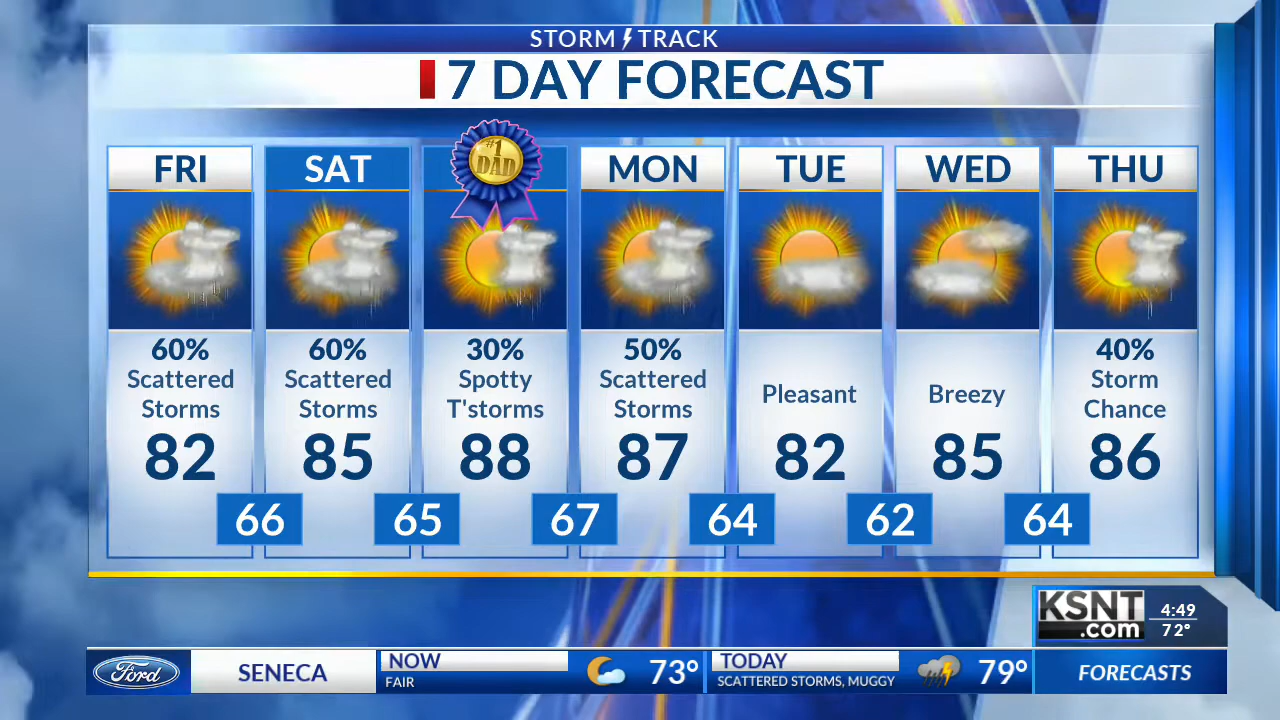 STORM TRACK
7 DAY FORECAST
FRI
SAT
#1
DAD
MON
TUE
WED
THU
60%
Scattered
Storms
82
60%
Scattered
Storms
85
30%
Spotty
T'storms
88
50%
Scattered
Storms
87
Pleasant
82
Breezy
85
40%
Storm
Chance
86
66
65
67
64
62
64
KSNT
.com
4:49
72°
Ford
SENECA
NOW
FAIR
73°
TODAY
SCATTERED STORMS, MUGGY
79°
FORECASTS